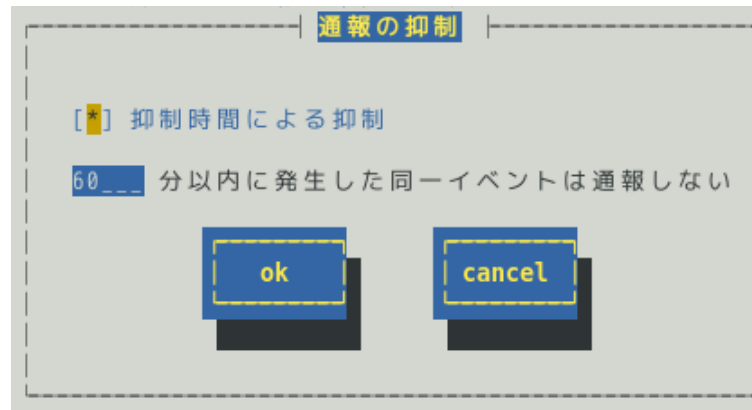 通報の抑制
[*] 抑制時間による抑制
60___ 分以内に発生した同一イベントは通報しない
ok
cancel